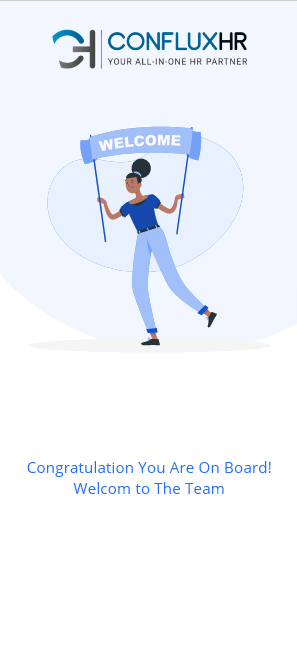 CONFLUXHR
YOUR ALL-IN-ONE HR PARTNER
WELCOME
Congratulation You Are On Board!
Welcom to The Team